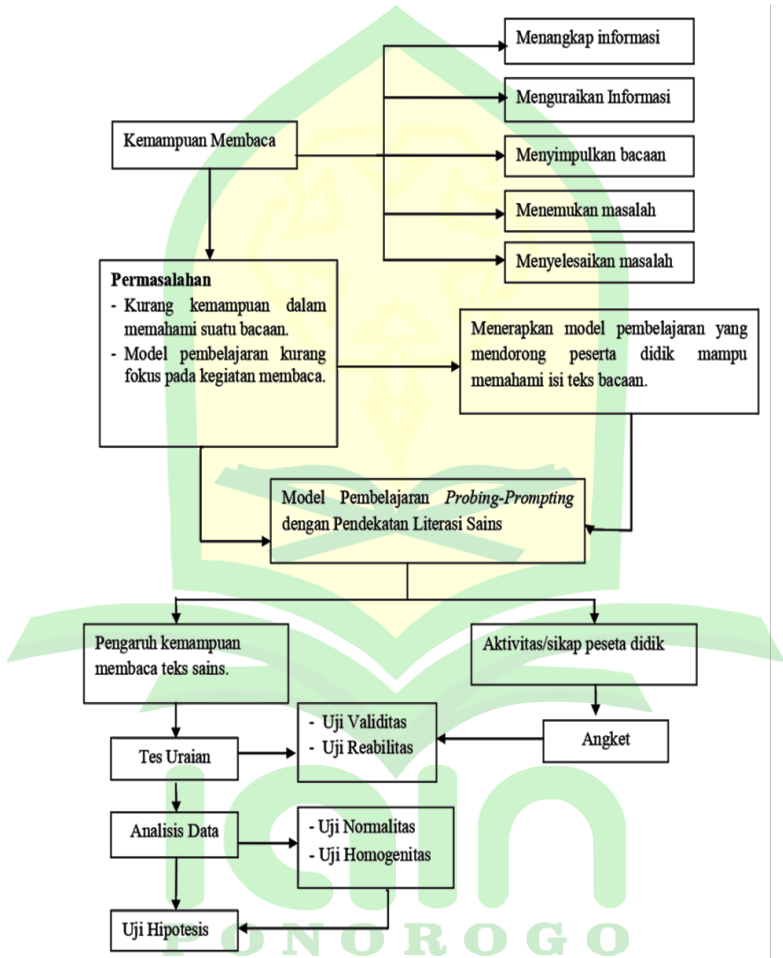 Menangkap informasi
Menguraikan Informasi
Kemampuan Membaca
Menyimpulkan bacaan
Menemukan masalah
Menyelesaikan masalah
Permasalahan
- Kurang kemampuan dalam
memahami suatu bacaan.
- Model pembelajaran kurang
fokus pada kegiatan membaca.
Menerapkan model pembelajaran yang
mendorong peserta didik mampu
memahami isi teks bacaan.
Model Pembelajaran Probing-Prompting
dengan Pendekatan Literasi Sains
Pengaruh kemampuan
membaca teks sains.
Aktivitas/sikap peseta didik
- Uji Validitas
- Uji Reabilitas
Tes Uraian
Angket
Analisis Data
- Uji Normalitas
- Uji Homogenitas
Uji Hipotesis
iain
PONOROGO